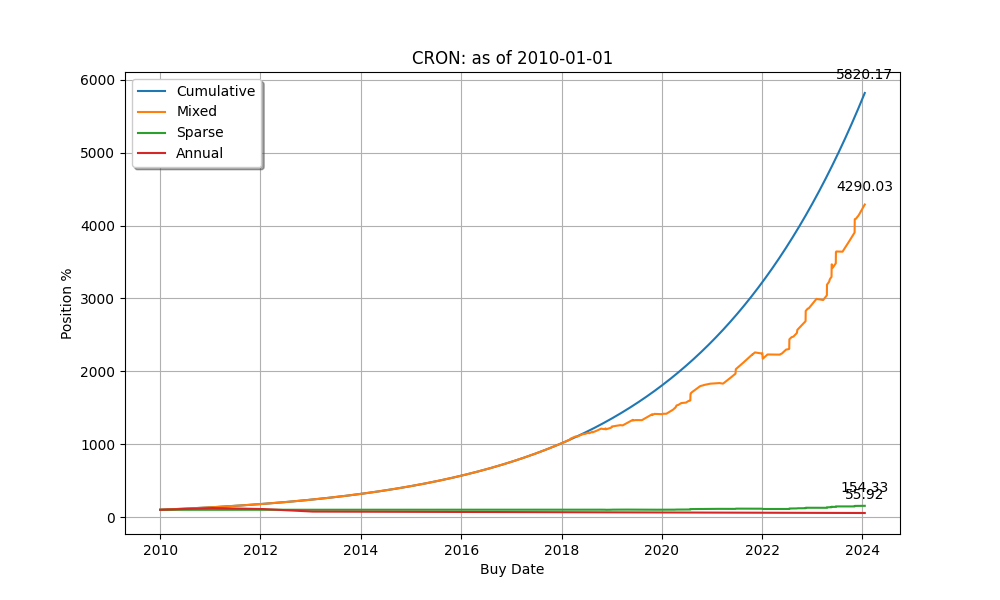 CRON: as of 2010-01-01
5820.17
4290.03
154.33
55.92
Cumulative
Mixed
Sparse
Annual
Position %
6000
5000
4000
3000
2000
1000
0
2010
2012
2014
2016
2018
2020
2022
2024
Buy Date